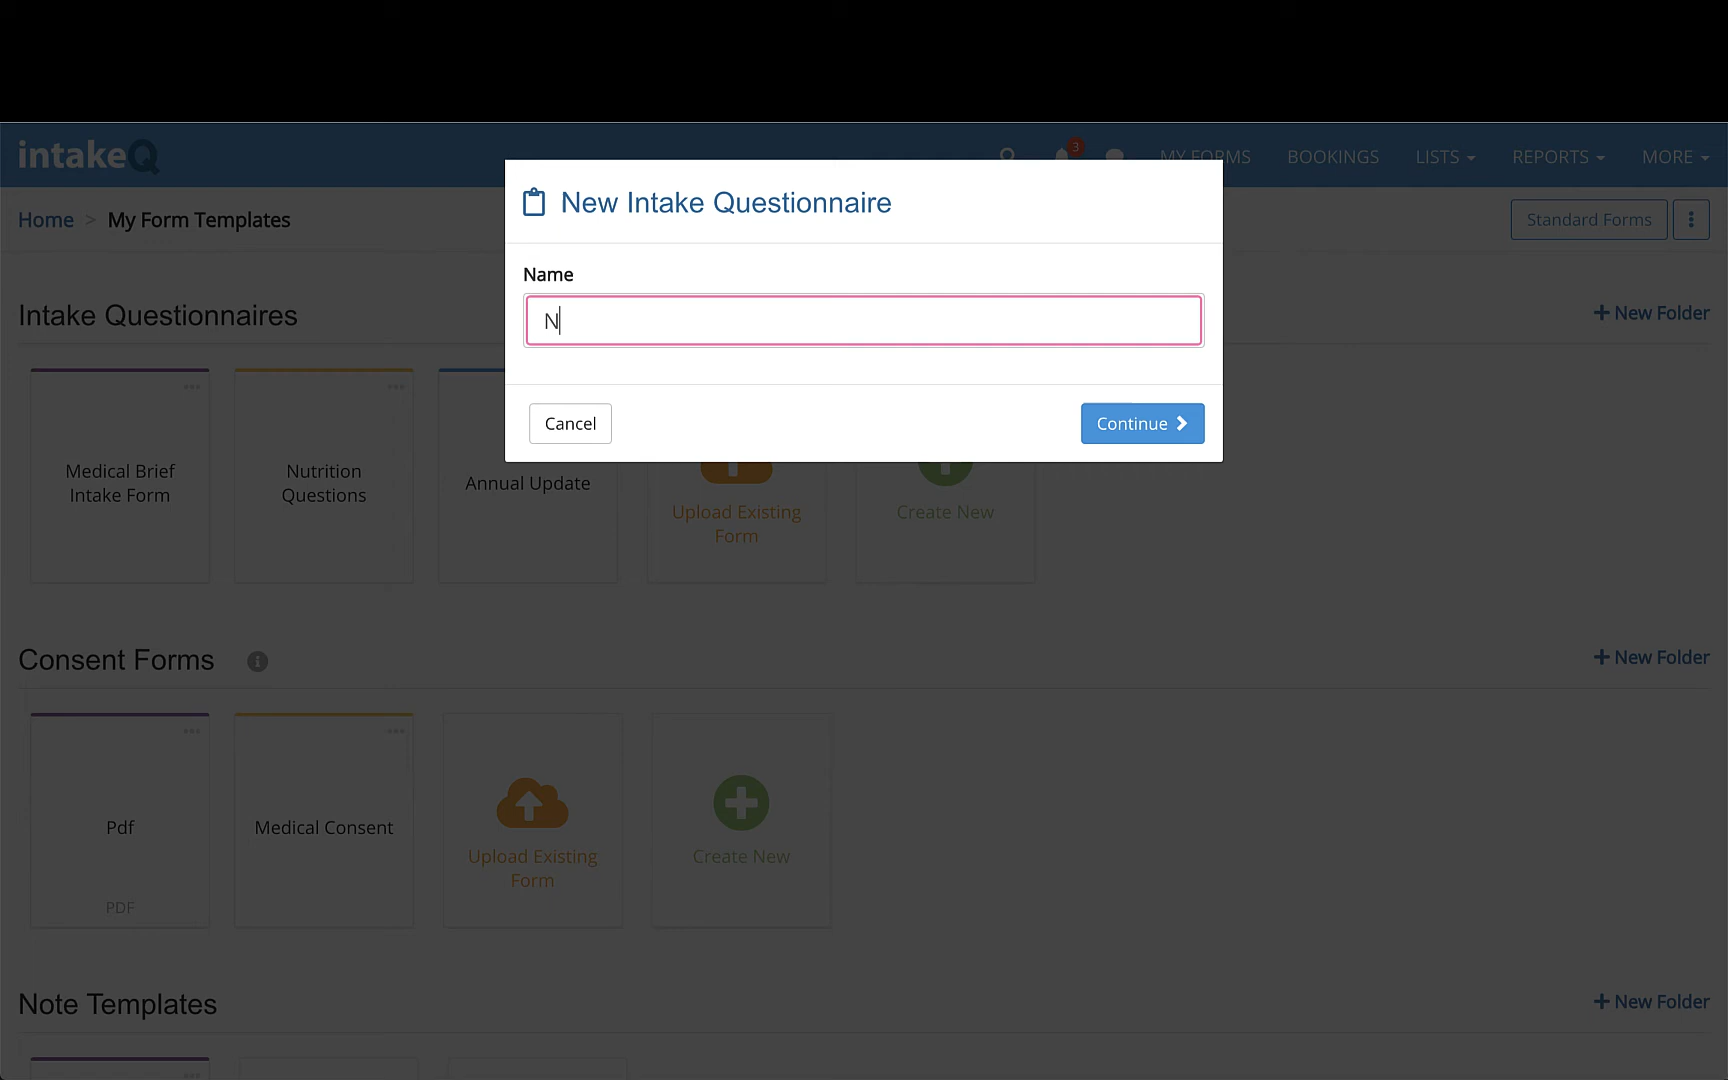 intakeQ
3
MY FORMS
BOOKINGS
LISTS
REPORTS
MORE
Home > My Form Templates
Standard Forms
New Intake Questionnaire
Name
N
Cancel
Continue
Intake Questionnaires
+ New Folder
Medical Brief
Intake Form
Nutrition
Questions
Annual Update
Upload Existing
Form
Create New
Consent Forms
+ New Folder
Pdf
PDF
Medical Consent
Upload Existing
Form
Create New
Note Templates
+ New Folder